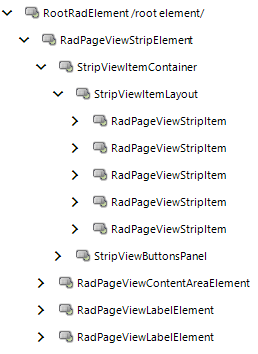 RootRadElement /root element/
RadPageViewStripElement
StripViewItemContainer
StripViewItemLayout
RadPageViewStripItem
RadPageViewStripItem
RadPageViewStripItem
RadPageViewStripItem
RadPageViewStripItem
StripViewButtonsPanel
RadPageViewContentAreaElement
RadPageViewLabelElement
RadPageViewLabelElement